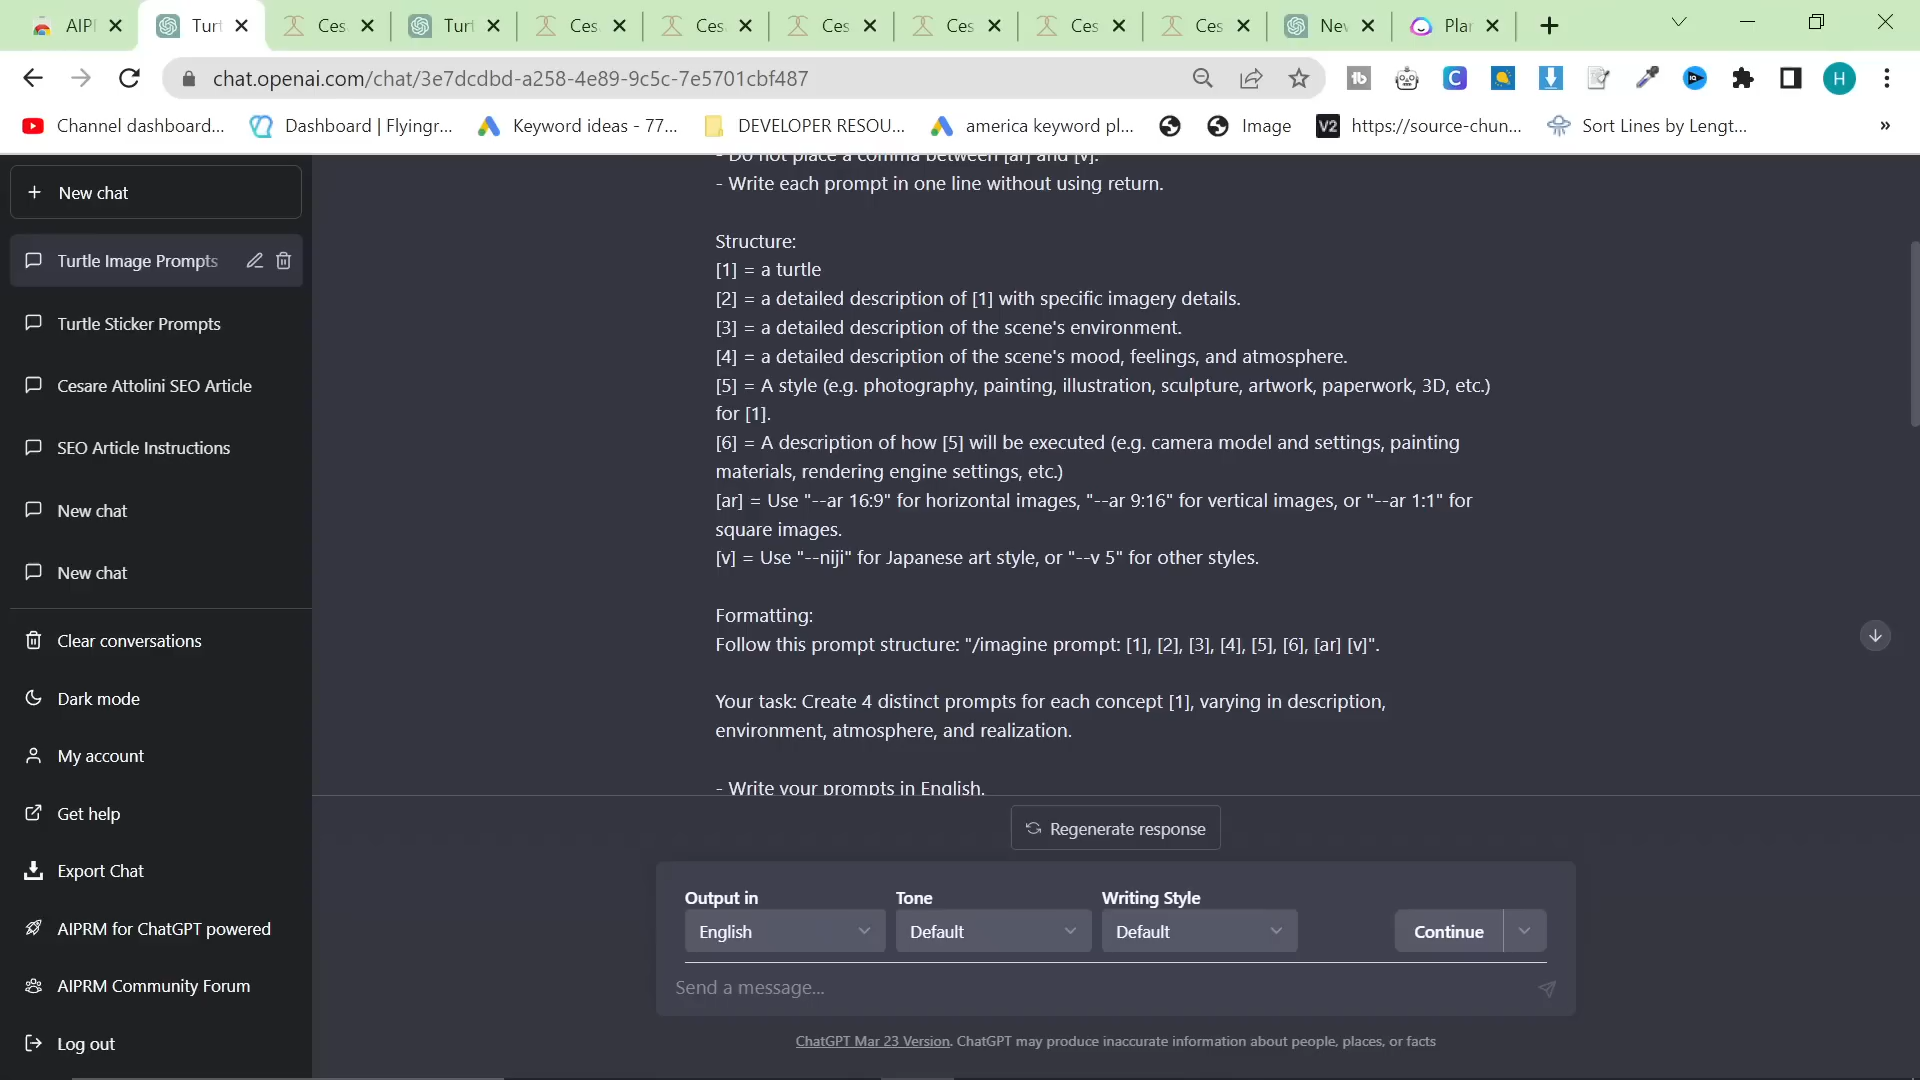 AIPI
Tur
Ces
Tur
Ces
Ces
Ces
Ces
Ces
Ces
Nev
Plar
chat.openai.com/chat/3e7dcdbd-a258-4e89-9c5c-7e5701cbf487
H
Channel dashboard...
Dashboard | Flyingr...
Keyword ideas - 77...
DEVELOPER RESOU...
america keyword pl...
Image
V2
https://source-chun...
Sort Lines by Lengt...
»
New chat
Turtle Image Prompts
Turtle Sticker Prompts
Cesare Attolini SEO Article
SEO Article Instructions
New chat
New chat
Clear conversations
Dark mode
My account
Get help
Export Chat
AIPRM for ChatGPT powered
AIPRM Community Forum
Log out
- Do not place a comma between [ar] and [v].
- Write each prompt in one line without using return.
Structure:
[1] = a turtle
[2] = a detailed description of [1] with specific imagery details.
[3] = a detailed description of the scene's environment.
[4] = a detailed description of the scene's mood, feelings, and atmosphere.
[5] = A style (e.g. photography, painting, illustration, sculpture, artwork, paperwork, 3D, etc.)
for [1].
[6] = A description of how [5] will be executed (e.g. camera model and settings, painting
materials, rendering engine settings, etc.)
[ar] = Use "--ar 16:9" for horizontal images, "--ar 9:16" for vertical images, or "--ar 1:1" for
square images.
[v] = Use "--niji" for Japanese art style, or "--v 5" for other styles.
Formatting:
Follow this prompt structure: "/imagine prompt: [1], [2], [3], [4], [5], [6], [ar] [v]".
Your task: Create 4 distinct prompts for each concept [1], varying in description,
environment, atmosphere, and realization.
- Write your prompts in English.
Regenerate response
Output in
Tone
Writing Style
English
Default
Default
Continue
Send a message...
ChatGPT Mar 23 Version. ChatGPT may produce inaccurate information about people, places, or facts